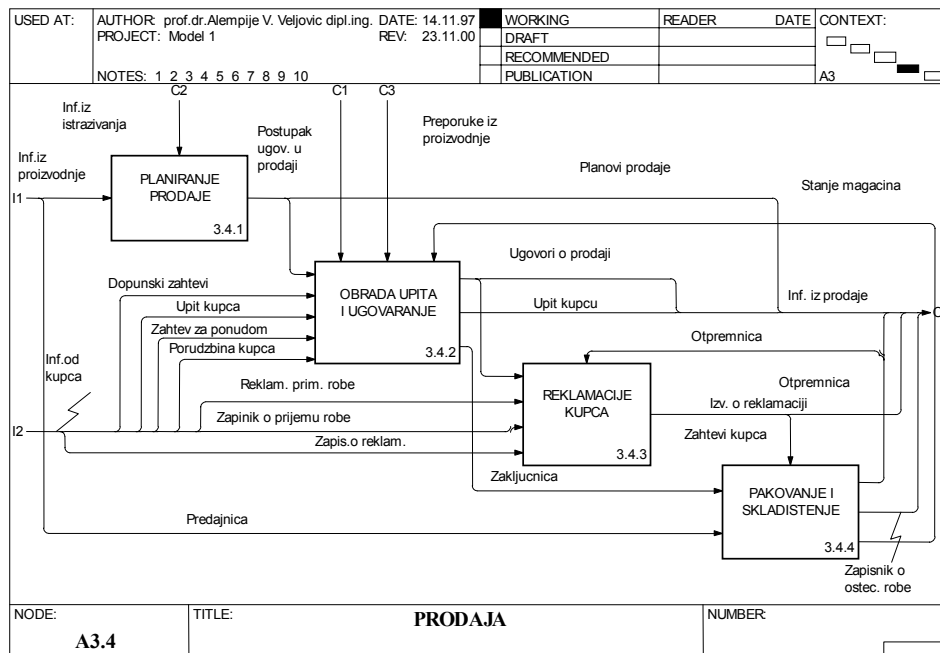 USED AT:
AUTHOR: prof.dr.Alempije V. Veljovic dipl.ing.
DATE: 14.11.97
PROJECT: Model 1
REV: 23.11.00
NOTES: 1 2 3 4 5 6 7 8 9 10
WORKING
DRAFT
RECOMMENDED
PUBLICATION
READER
DATE
CONTEXT:
A3
C2
C1
C3
Inf.iz
istrazivanja
Postupak
ugov. u
prodaji
Preporuke iz
proizvodnje
Inf.iz
proizvodnje
I1
PLANIRANJE
PRODAJE
3.4.1
Planovi prodaje
Stanje magacina
Ugovori o prodaji
Dopunski zahtevi
Upit kupca
Zahtev za ponudom
Porudzbina kupca
OBRADA UPITA
I UGOVARANJE
3.4.2
Upit kupcu
Inf. iz prodaje
O
Otpremnica
Inf.od
kupca
Reklam. prim. robe
Zapinik o prijemu robe
I2
Zapis.o reklam.
REKLAMACIJE
KUPCA
3.4.3
Otpremnica
Izv. o reklamaciji
Zahtevi kupca
Zakljucnica
Predajnica
PAKOVANJE I
SKLADISTENJE
3.4.4
Zapisnik o
ostec. robe
NODE:
A3.4
TITLE:
PRODAJA
NUMBER: